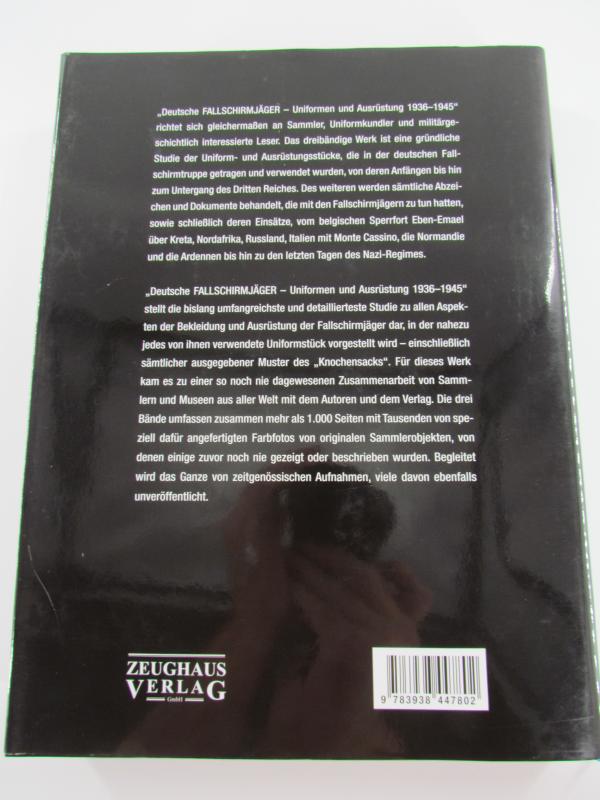 „Deutsche FALLSCHIRMJÄGER – Uniformen und Ausrüstung 1936–1945"
richtet sich gleichermaßen an Sammler, Uniformkundler und militärge-
schichtlich interessierte Leser. Das dreibändige Werk ist eine gründliche
Studie der Uniform- und Ausrüstungsstücke, die in der deutschen Fall-
schirmtruppe getragen und verwendet wurden, von deren Anfängen bis hin
zum Untergang des Dritten Reiches. Des weiteren werden sämtliche Abzei-
chen und Dokumente behandelt, die mit den Fallschirmjägern zu tun hatten,
sowie schließlich deren Einsätze, vom belgischen Sperrfort Eben-Emael
über Kreta, Nordafrika, Russland, Italien mit Monte Cassino, die Normandie
und die Ardennen bis hin zu den letzten Tagen des Nazi-Regimes.
„Deutsche FALLSCHIRMJÄGER – Uniformen und Ausrüstung 1936–1945"
stellt die bislang umfangreichste und detaillierteste Studie zu allen Aspek-
ten der Bekleidung und Ausrüstung der Fallschirmjäger dar, in der nahezu
jedes von ihnen verwendete Uniformstück vorgestellt wird – einschließlich
sämtlicher ausgegebener Muster des „Knochensacks". Für dieses Werk
kam es zu einer so noch nie dagewesenen Zusammenarbeit von Samm-
lern und Museen aus aller Welt mit dem Autoren und dem Verlag. Die drei
Bände umfassen zusammen mehr als 1.000 Seiten mit Tausenden von spe-
ziell dafür angefertigten Farbfotos von originalen Sammlerobjekten, von
denen einige zuvor noch nie gezeigt oder beschrieben wurden. Begleitet
wird das Ganze von zeitgenössischen Aufnahmen, viele davon ebenfalls
unveröffentlicht.
ZEUGHAUS
VERLAG
GmbH
9 783938 447802